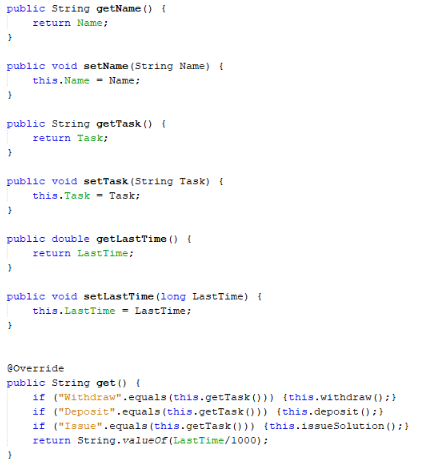 public String getName() {
return Name;
}
public void setName(String Name) {
this.Name = Name;
}
public String getTask() {
return Task;
}
public void setTask(String Task) {
this.Task = Task;
}
public double getLastTime() {
return LastTime;
}
public void setLastTime(long LastTime) {
this.LastTime = LastTime;
}
@Override
public String get() {
if ("Withdraw".equals(this.getTask())) {this.withdraw();}
if ("Deposit".equals(this.getTask())) {this.deposit();}
if ("Issue".equals(this.getTask())) {this.issueSolution();}
return String.valueOf(LastTime/1000);
}